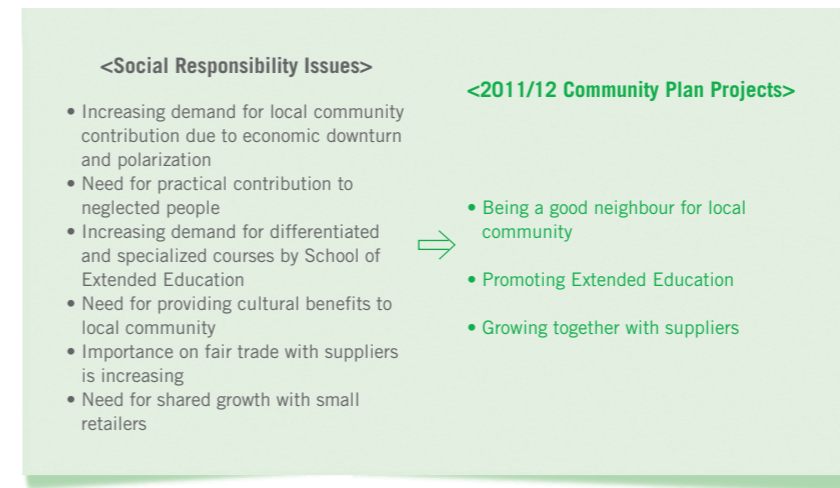 <Social Responsibility Issues>
• Increasing demand for local community
contribution due to economic downturn
and polarization
• Need for practical contribution to
neglected people
• Increasing demand for differentiated
and specialized courses by School of
Extended Education
• Need for providing cultural benefits to
local community
• Importance on fair trade with suppliers
is increasing
• Need for shared growth with small
retailers
<2011/12 Community Plan Projects>
• Being a good neighbour for local
community
• Promoting Extended Education
• Growing together with suppliers